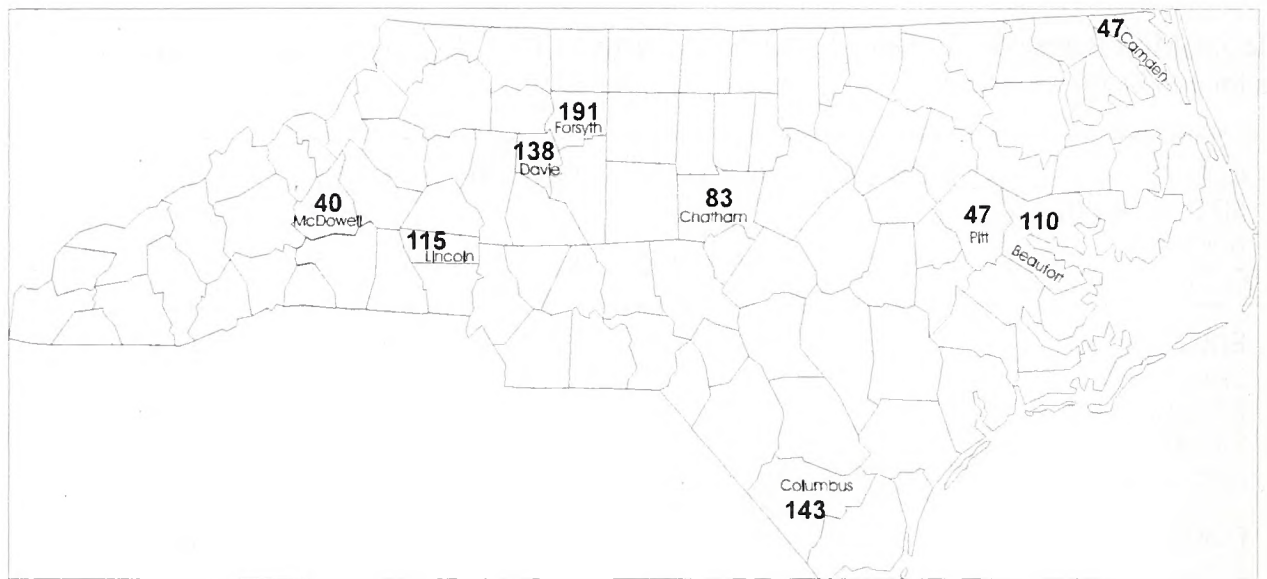 47
Camden
191
Forsyth
138
Davie
40
McDowell
83
Chatham
47
Pitt
110
Beaufort
115
Lincoln
Columbus
143